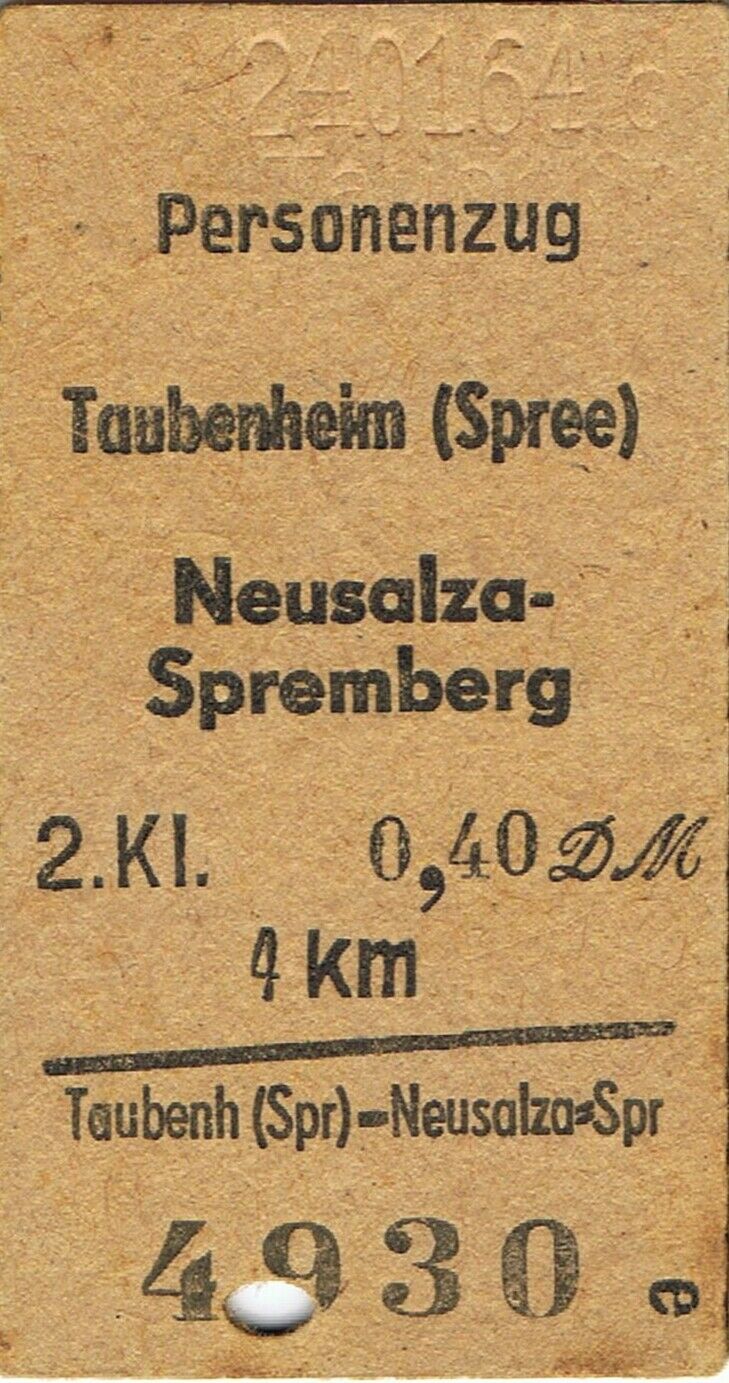 24.01.64 6
Personenzug
Taubenheim (Spree)
Neusalza-
Spremberg
2.Kl. 0,40 DM
4 km
Taubenh (Spr)-Neusalza-Spr
4930 e